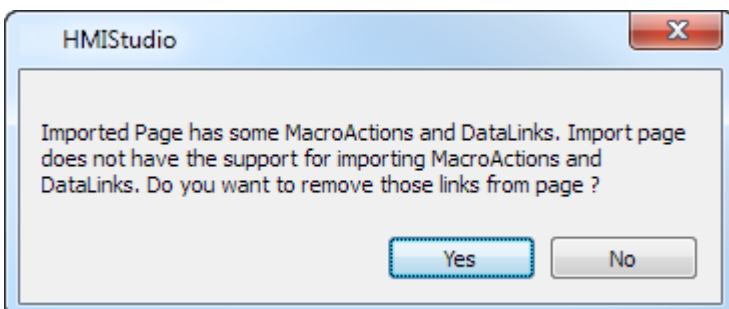 HMIStudio
Imported Page has some MacroActions and DataLinks. Import page
does not have the support for importing MacroActions and
DataLinks. Do you want to remove those links from page ?
Yes
No